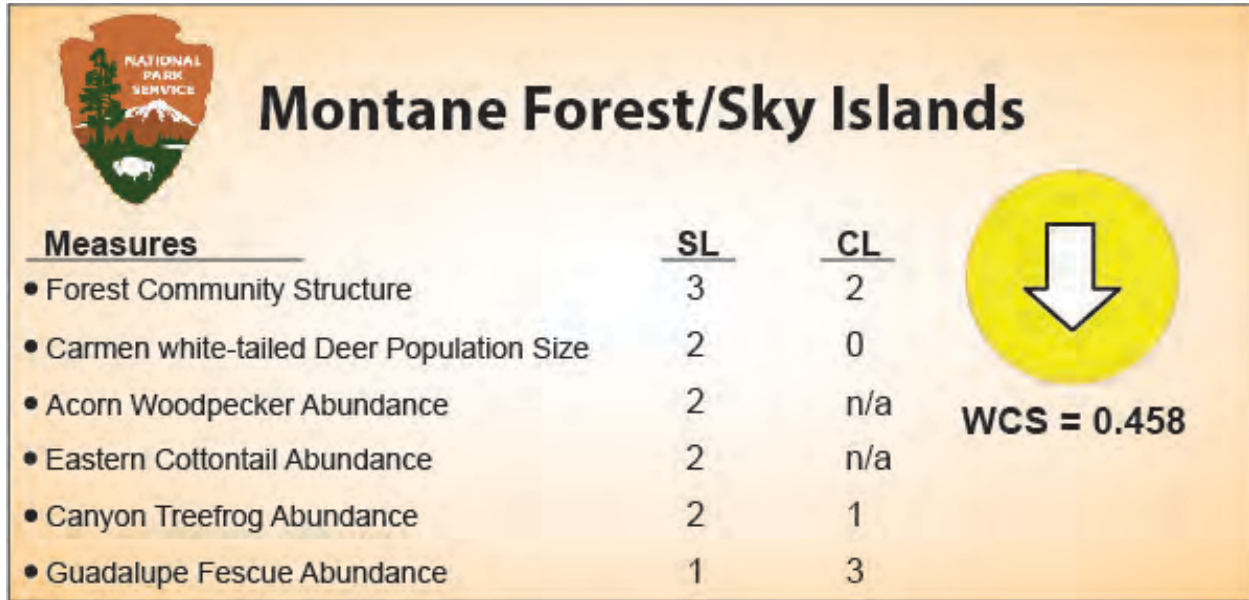 NATIONAL
PARK
SERVICE
Montane Forest/Sky Islands
Measures SL CL
• Forest Community Structure 3 2
• Carmen white-tailed Deer Population Size 2 0
• Acorn Woodpecker Abundance 2 n/a
• Eastern Cottontail Abundance 2 n/a
• Canyon Treefrog Abundance 2 1
• Guadalupe Fescue Abundance 1 3
WCS = 0.458